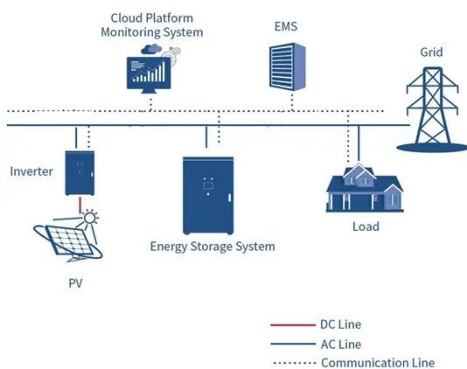 Cloud Platform
Monitoring System
EMS
Grid
Inverter
Energy Storage System
Load
PV
DC Line
AC Line
Communication Line